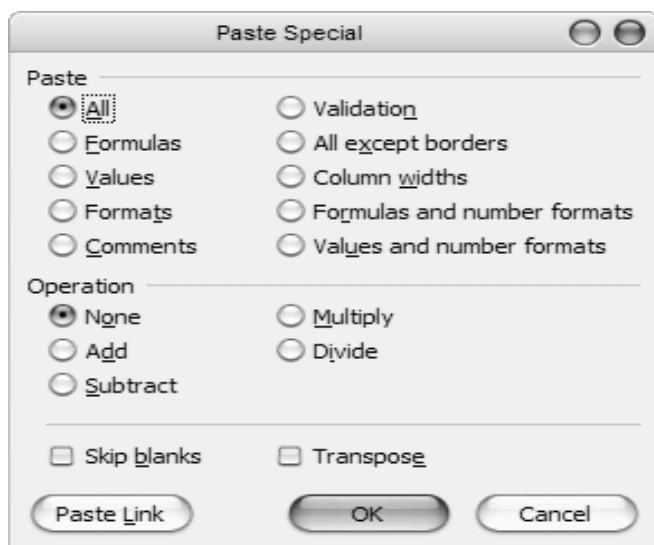 Paste Special
Paste
All
Validation
Formulas
All except borders
Values
Column widths
Formats
Formulas and number formats
Comments
Values and number formats
Operation
None
Multiply
Add
Divide
Subtract
Skip blanks
Transpose
Paste Link
OK
Cancel